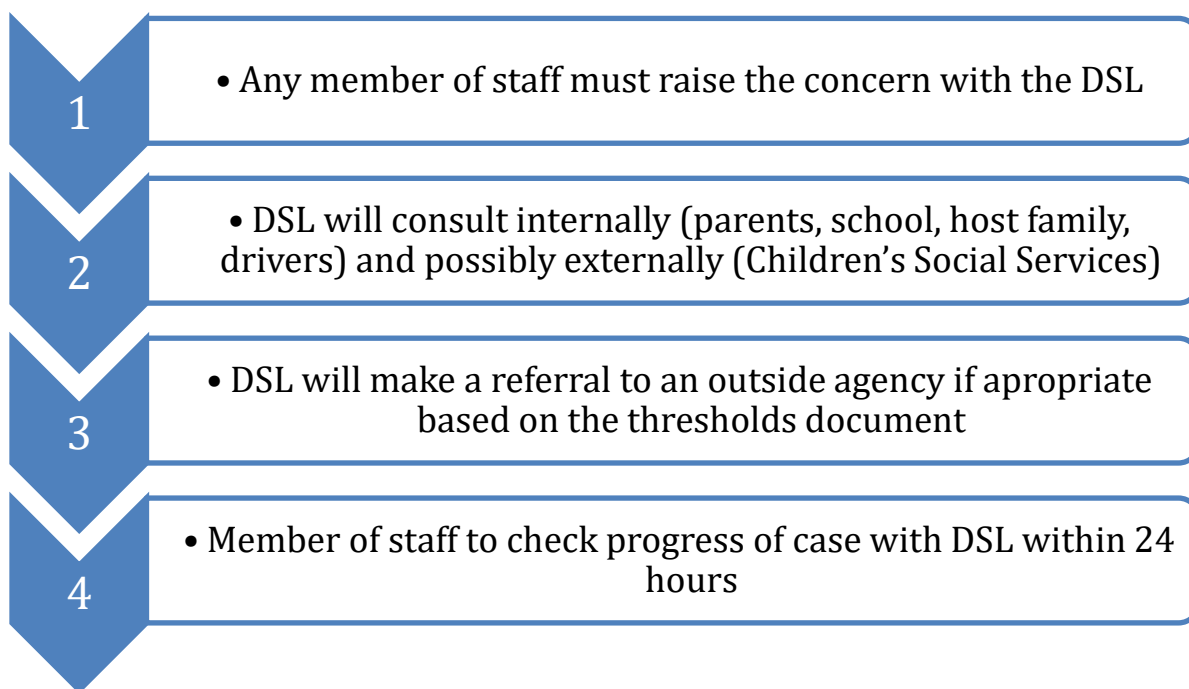 1
• Any member of staff must raise the concern with the DSL
2
• DSL will consult internally (parents, school, host family,
drivers) and possibly externally (Children’s Social Services)
3
• DSL will make a referral to an outside agency if apropriate
based on the thresholds document
4
• Member of staff to check progress of case with DSL within 24
hours